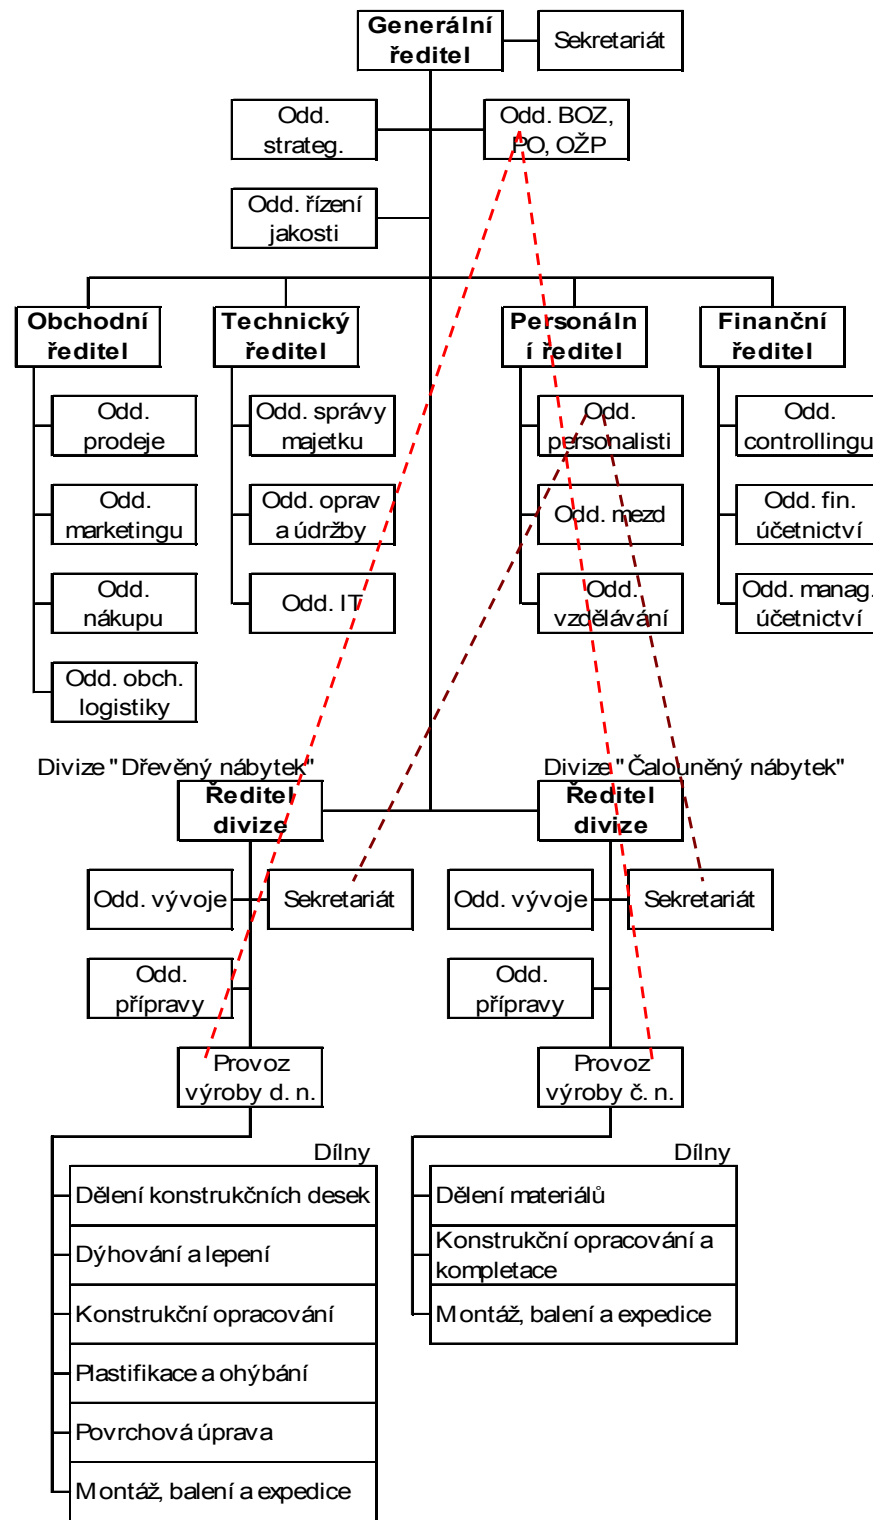 Generální
ředitel
Sekretariát
Odd.
strateg.
Odd. BOZ,
PO, OŽP
Odd. řízení
jakosti
Obchodní
ředitel
Technický
ředitel
Personáln
í ředitel
Finanční
ředitel
Odd.
prodeje
Odd. správy
majetku
Odd.
personalisti
Odd.
controllingu
Odd.
marketingu
Odd. oprav
a údržby
Odd. mezd
Odd. fin.
účetnictví
Odd.
nákupu
Odd. IT
Odd.
vzdělávání
Odd. manag.
účetnictví
Odd. obch.
logistiky
Divize "Dřevěný nábytek"
Divize "Čalouněný nábytek"
Ředitel
divize
Ředitel
divize
Odd. vývoje
Sekretariát
Odd. vývoje
Sekretariát
Odd.
přípravy
Odd.
přípravy
Provoz
výroby d. n.
Provoz
výroby č. n.
Dílny
Dělení konstrukčních desek
Dýhování a lepení
Konstrukční opracování
Plastifikace a ohýbání
Povrchová úprava
Montáž, balení a expedice
Dílny
Dělení materiálů
Konstrukční opracování a
kompletace
Montáž, balení a expedice